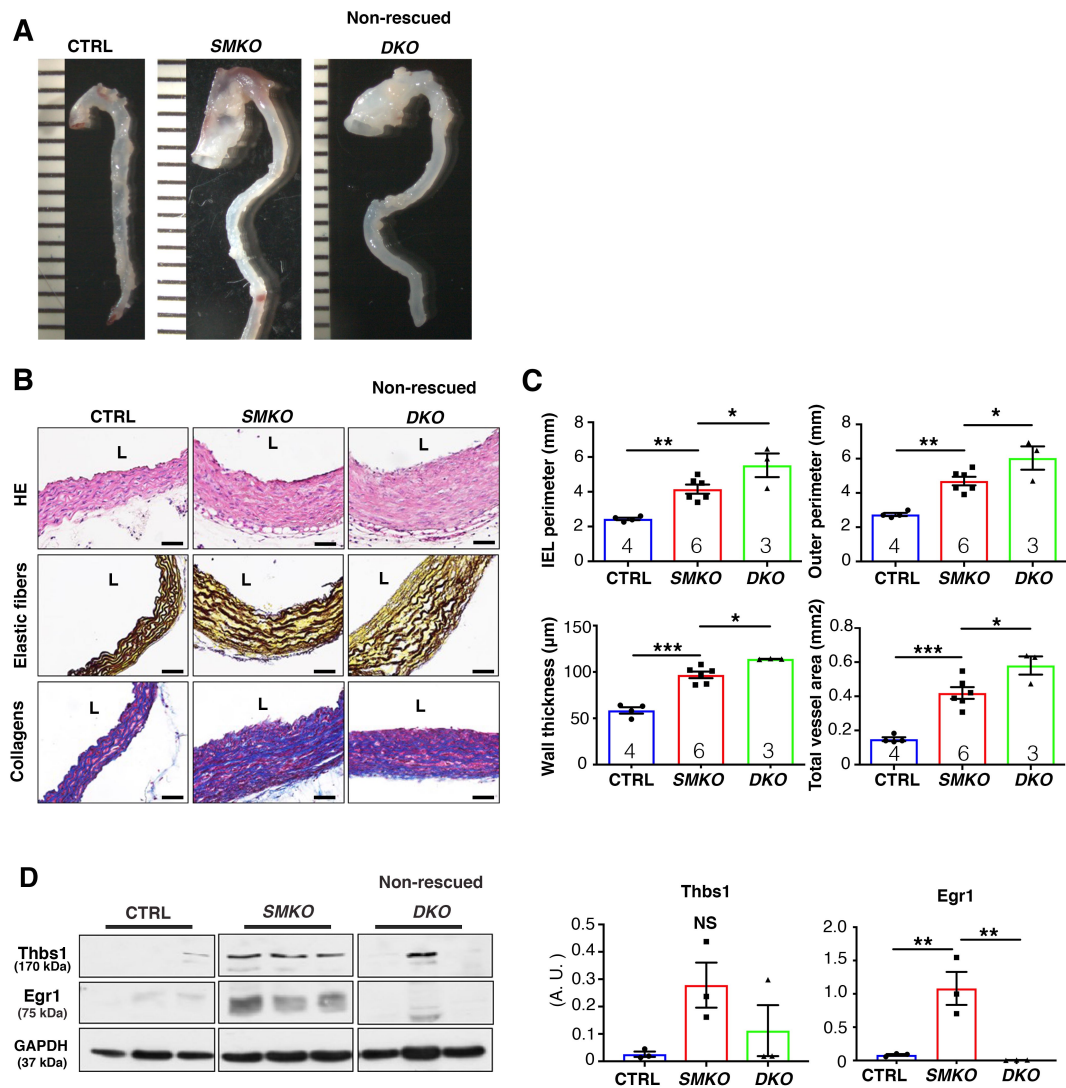 A
CTRL
SMKO
Non-rescued
DKO
B
CTRL
SMKO
Non-rescued
DKO
HE
L
L
L
Elastic fibers
L
L
L
Collagens
L
L
L
C
IEL perimeter (mm)
8
6
4
2
0
**
*
4
6
3
CTRL
SMKO
DKO
Outer perimeter (mm)
8
6
4
2
0
**
*
4
6
3
CTRL
SMKO
DKO
Wall thickness (μm)
150
100
50
0
***
*
4
6
3
CTRL
SMKO
DKO
Total vessel area (mm2)
0.8
0.6
0.4
0.2
0
***
*
4
6
3
CTRL
SMKO
DKO
D
CTRL
SMKO
Non-rescued
DKO
Thbs1
(170 kDa)
Egr1
(75 kDa)
GAPDH
(37 kDa)
Thbs1
(A. U. )
0.5
0.4
0.3
0.2
0.1
0
NS
CTRL
SMKO
DKO
Egr1
2.0
1.5
1.0
0.5
0
**
**
CTRL
SMKO
DKO